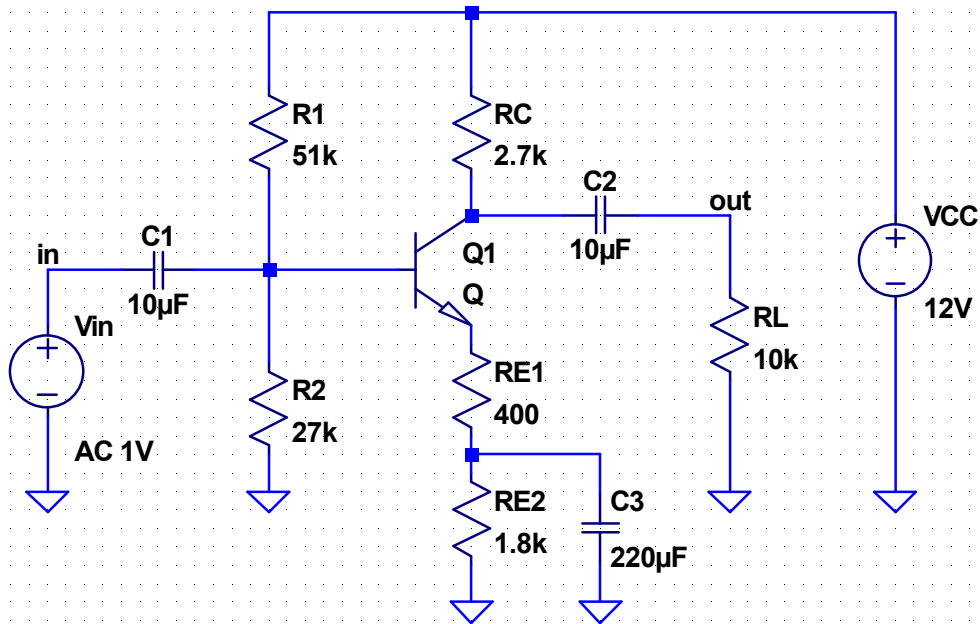 R1
51k
RC
2.7k
C2
10µF
out
VCC
12V
in
C1
10µF
Q1
Q
Vin
AC 1V
R2
27k
RE1
400
RL
10k
RE2
1.8k
C3
220µF